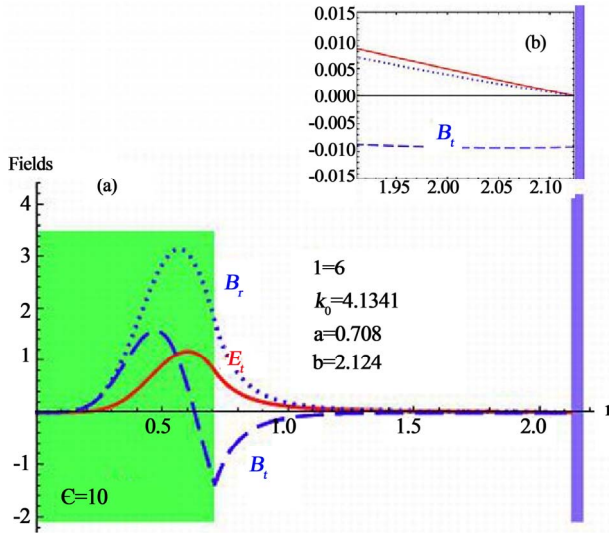 0.015
(b)
0.010
0.005
0.000
-0.005
B_t
-0.010
-0.015
1.95 2.00 2.05 2.10
Fields
(a)
4
3
2
1
-1
-2
B_r
E_t
B_t
1=6
k_0=4.1341
a=0.708
b=2.124
0.5 1.0 1.5 2.0
r
Є=10